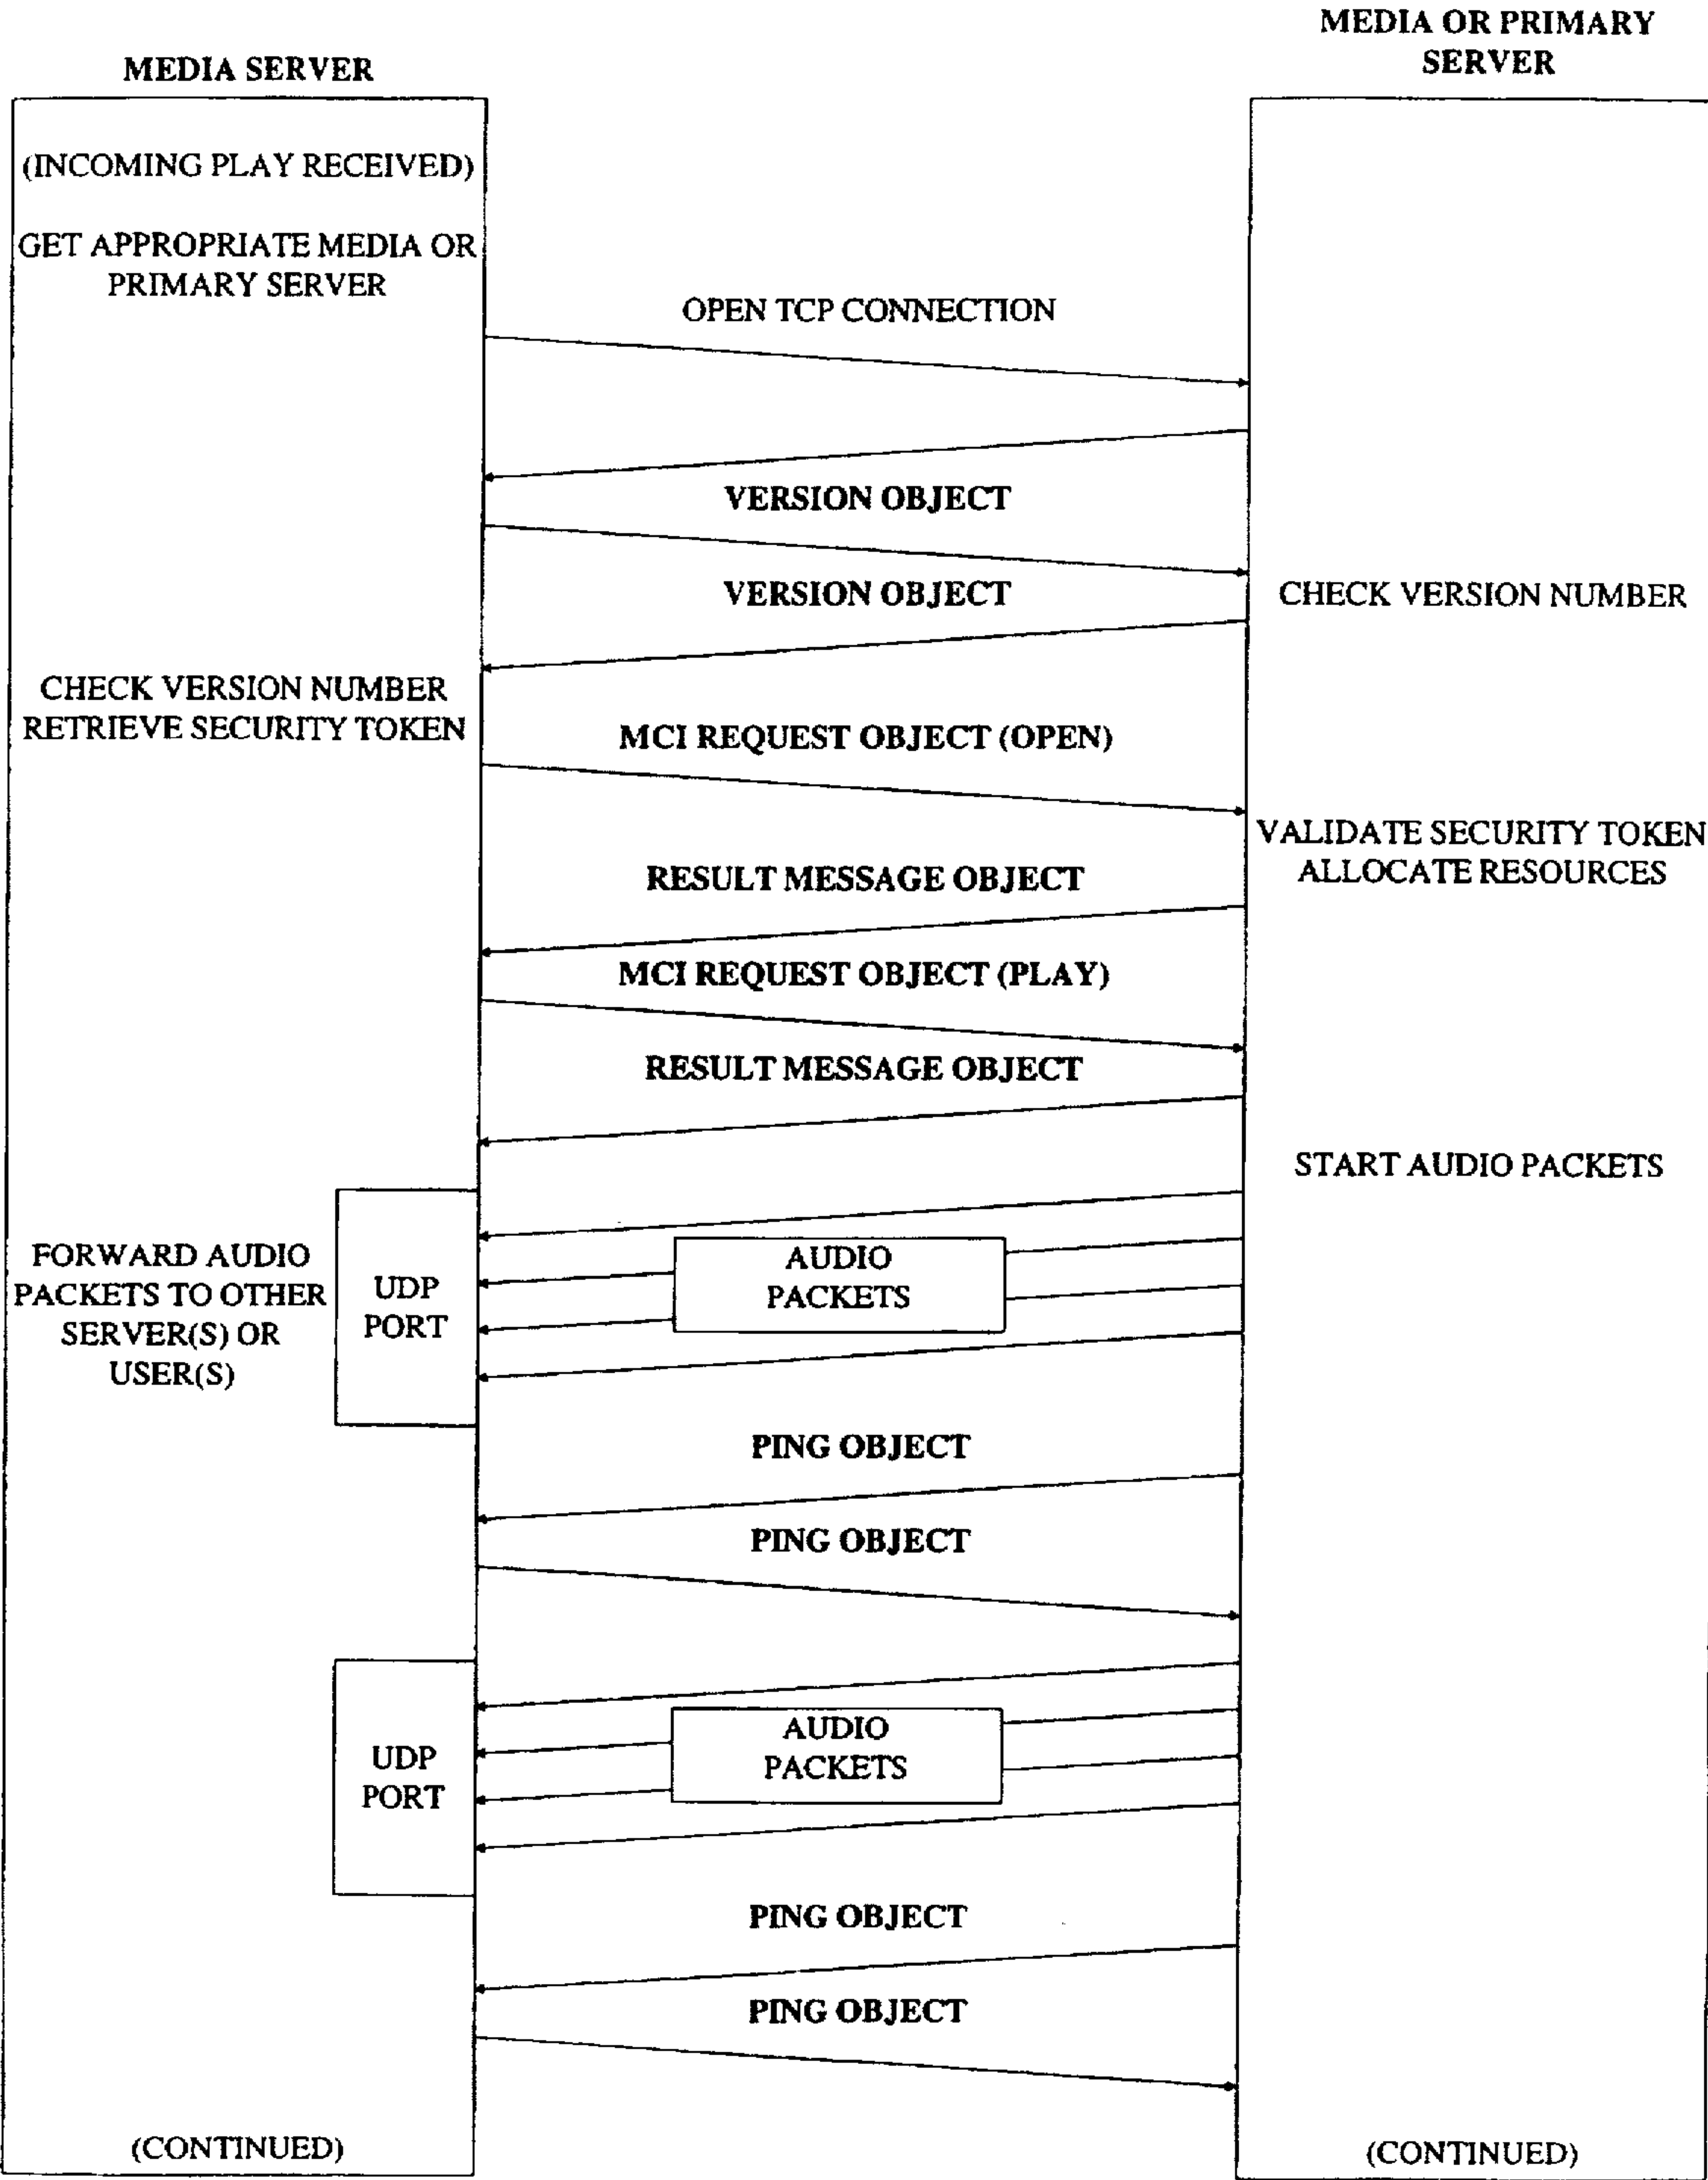 MEDIA OR PRIMARY
SERVER
MEDIA SERVER
(INCOMING PLAY RECEIVED)
GET APPROPRIATE MEDIA OR
PRIMARY SERVER
OPEN TCP CONNECTION
VERSION OBJECT
VERSION OBJECT
CHECK VERSION NUMBER
CHECK VERSION NUMBER
RETRIEVE SECURITY TOKEN
MCI REQUEST OBJECT (OPEN)
VALIDATE SECURITY TOKEN
ALLOCATE RESOURCES
RESULT MESSAGE OBJECT
MCI REQUEST OBJECT (PLAY)
RESULT MESSAGE OBJECT
START AUDIO PACKETS
FORWARD AUDIO
PACKETS TO OTHER
SERVER(S) OR
USER(S)
UDP
PORT
AUDIO
PACKETS
PING OBJECT
PING OBJECT
UDP
PORT
AUDIO
PACKETS
PING OBJECT
PING OBJECT
(CONTINUED)
(CONTINUED)